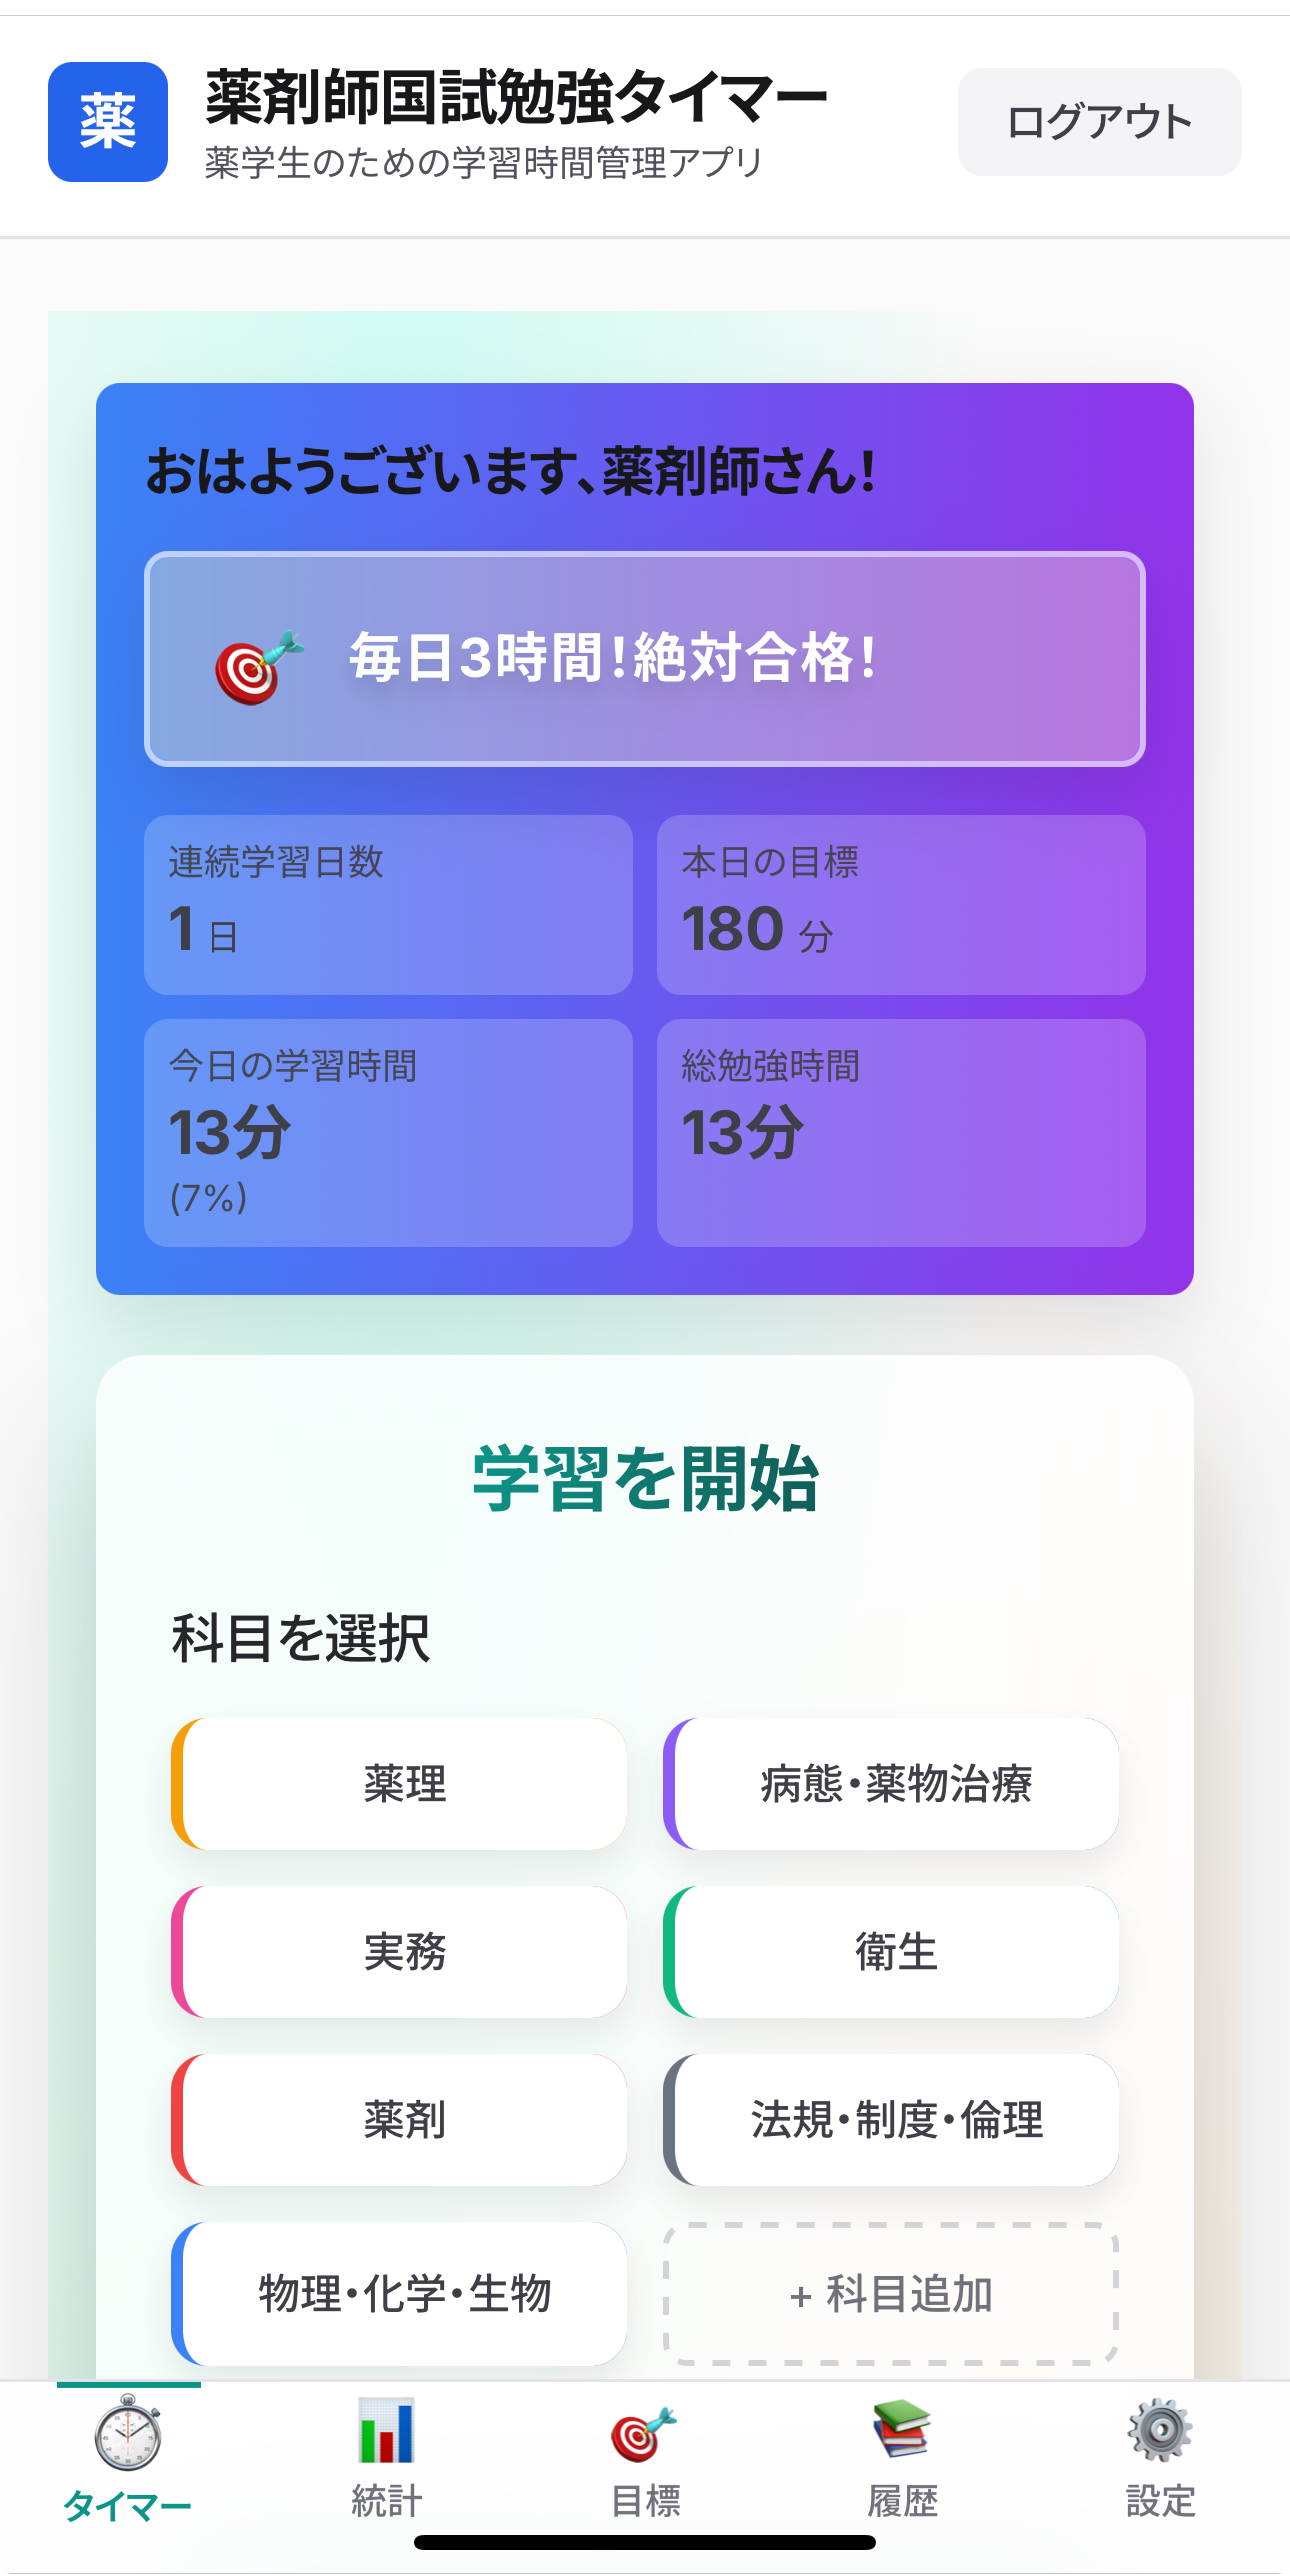 薬
薬剤師国試勉強タイマー
薬学生のための学習時間管理アプリ
ログアウト
おはようございます、薬剤師さん!
毎日3時間!絶対合格!
連続学習日数
1 日
本日の目標
180 分
今日の学習時間
13分
(7%)
総勉強時間
13分
学習を開始
科目を選択
薬理
病態・薬物治療
実務
衛生
薬剤
法規・制度・倫理
物理・化学・生物
+ 科目追加
タイマー
統計
目標
履歴
設定